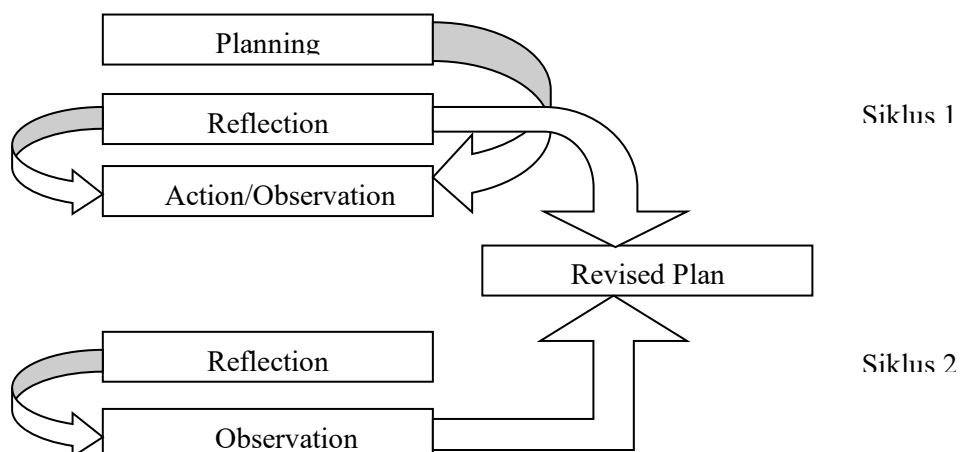 Planning
Reflection
Siklus 1
Action/Observation
Revised Plan
Reflection
Siklus 2
Observation